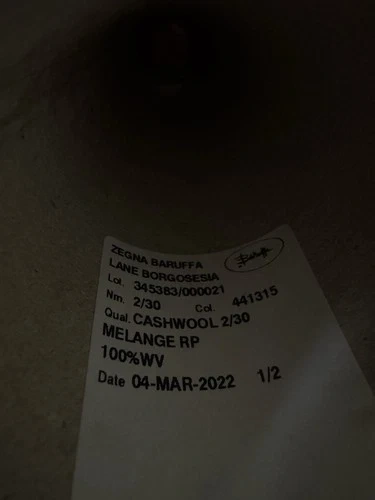 ZEGNA BARUFFA
LANE BORGOSESIA
Lot. 345383/000021
Nm. 2/30 Col. 441315
Qual. CASHWOOL 2/30
MELANGE RP
100%WV
Date 04-MAR-2022 1/2